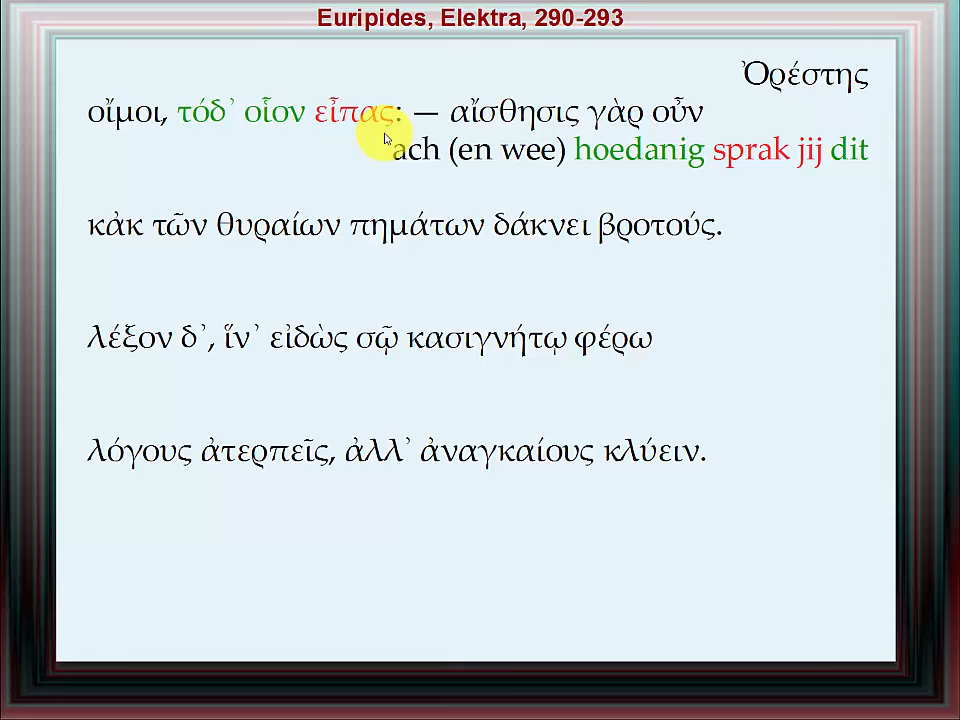 Euripides, Elektra, 290-293
Ὀρέστης
οἴμοι, τόδ᾽ οἷον εἶπας: — αἴσθησις γὰρ οὖν
ach (en wee) hoedanig sprak jij dit
κἀκ τῶν θυραίων πημάτων δάκνει βροτούς.
λέξον δ᾽, ἵν᾽ εἰδὼς σῷ κασιγνήτῳ φέρω
λόγους ἀτερπεῖς, ἀλλ᾽ ἀναγκαίους κλύειν.